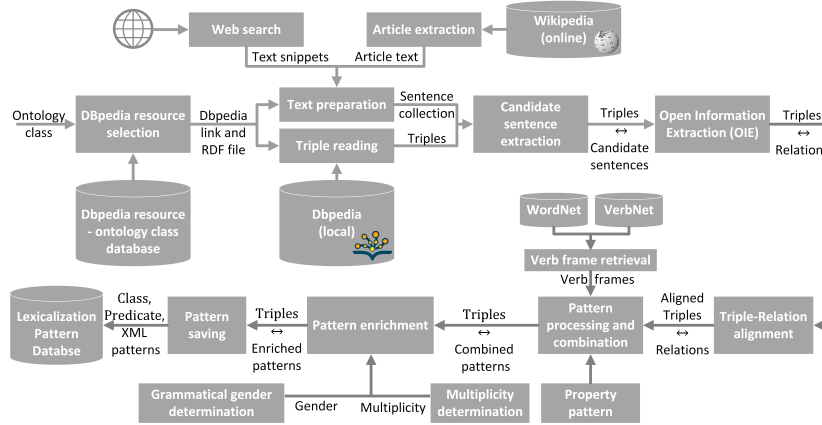 Web search
Article extraction
Wikipedia
(online)
Text snippets
Article text
Ontology
class
DBpedia resource
selection
Dbpedia
link and
RDF file
Text preparation
Triple reading
Sentence
collection
Triples
Candidate
sentence
extraction
Triples
↔
Candidate
sentences
Open Information
Extraction (OIE)
Triples
↔
Relation
Dbpedia resource
- ontology class
database
Dbpedia
(local)
WordNet
VerbNet
Verb frame retrieval
Verb frames
Lexicalization
Pattern
Databse
Class,
Predicate,
XML
patterns
Pattern
saving
Triples
↔
Enriched
patterns
Pattern enrichment
Triples
↔
Combined
patterns
Pattern
processing and
combination
Aligned
Triples
↔
Relations
Triple-Relation
alignment
Grammatical gender
determination
Gender
Multiplicity
Multiplicity
determination
Property
pattern